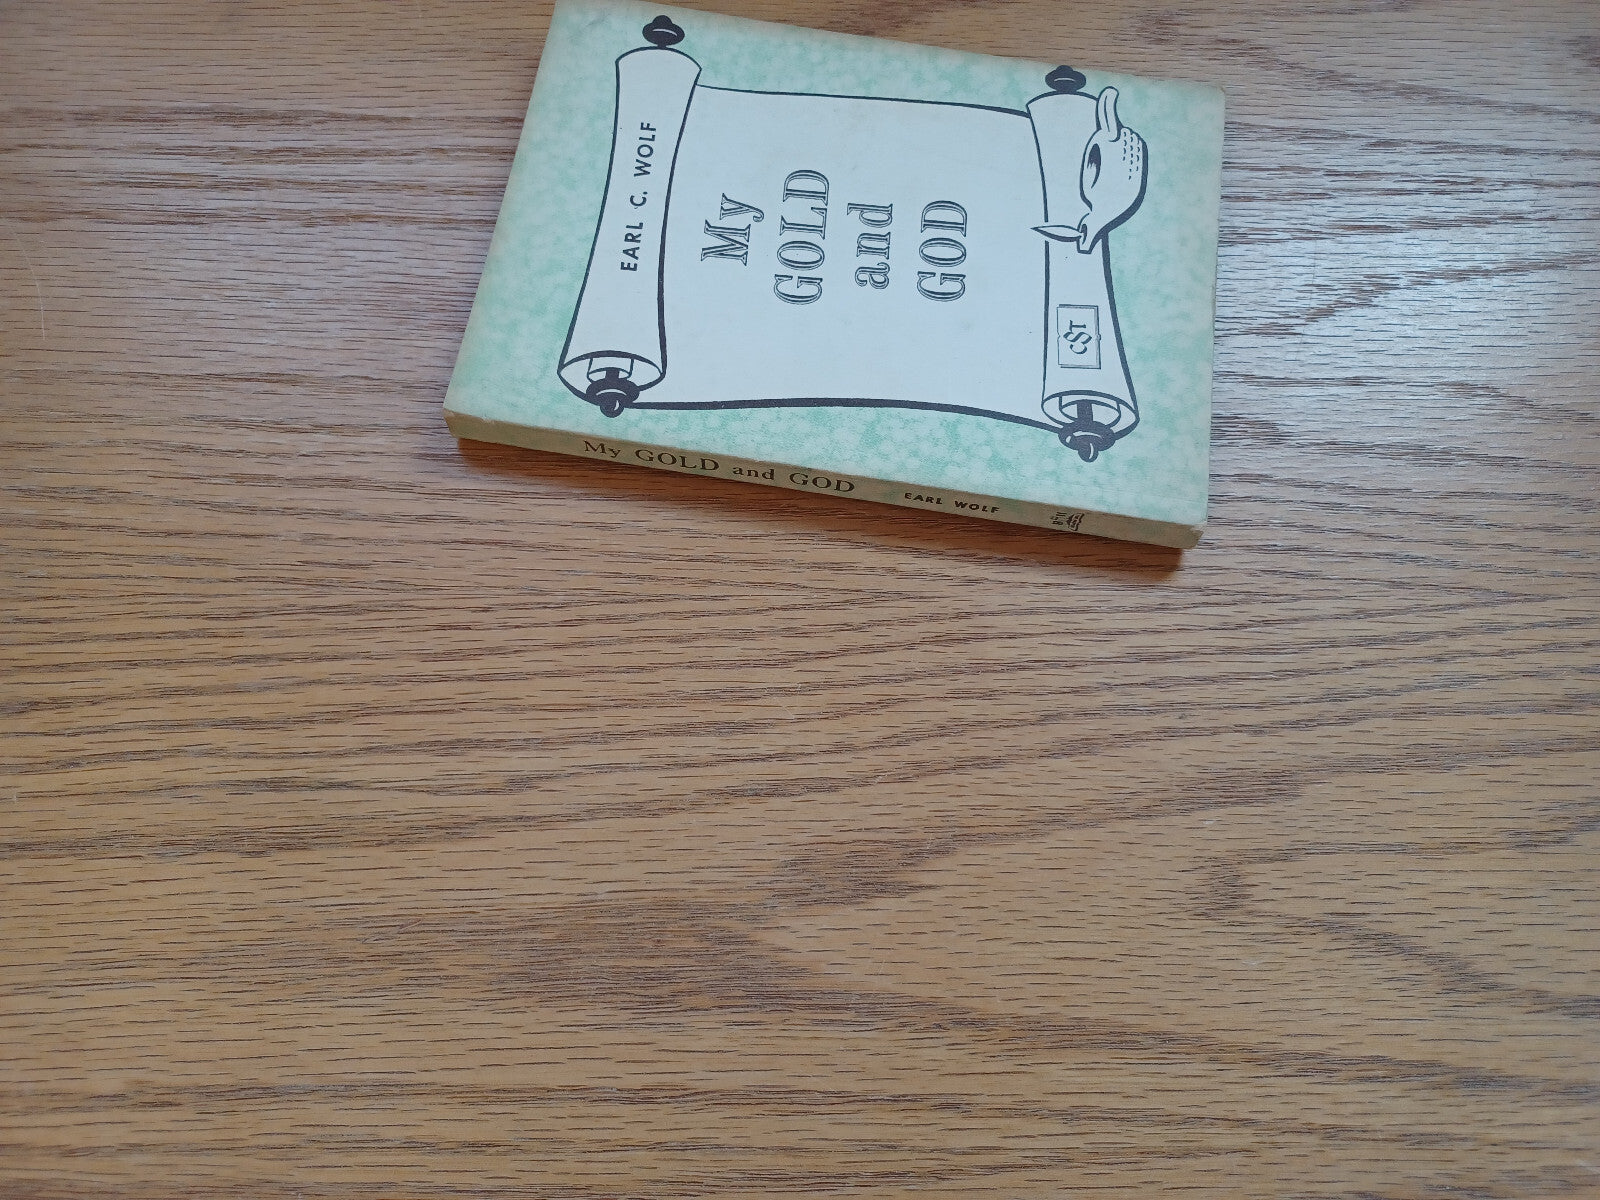 EARL C. WOLF
My
GOLD
and
GOD
CST
My GOLD and GOD EARL WOLF